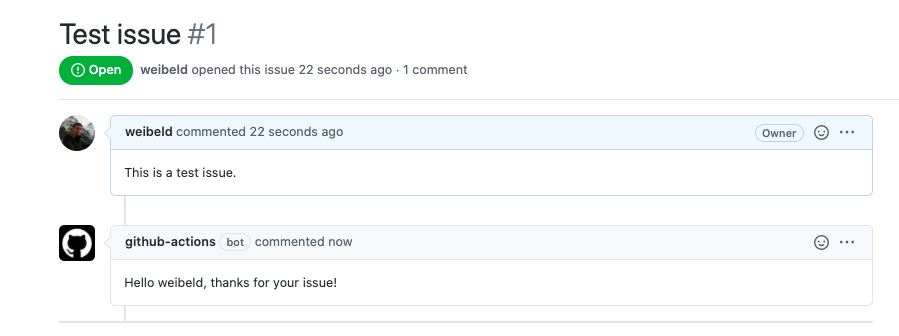 Test issue #1
Open weibeld opened this issue 22 seconds ago · 1 comment
weibeld commented 22 seconds ago Owner
This is a test issue.
github-actions bot commented now
Hello weibeld, thanks for your issue!